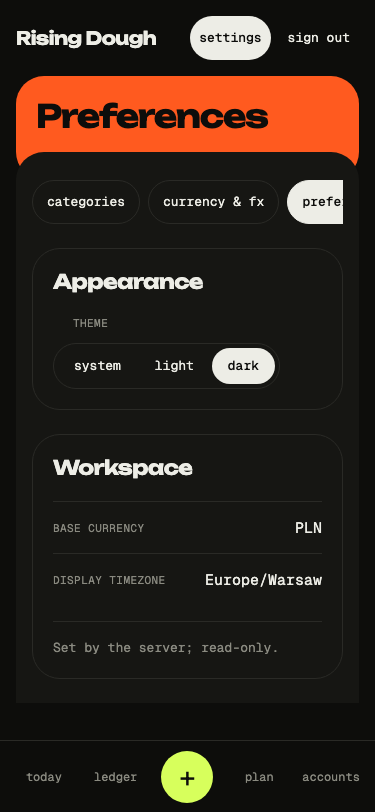 Rising Dough settings sign out
Preferences
categories currency & fx prefe
Appearance
THEME
system light dark
Workspace
BASE CURRENCY PLN
DISPLAY TIMEZONE Europe/Warsaw
Set by the server; read-only.
today ledger + plan accounts